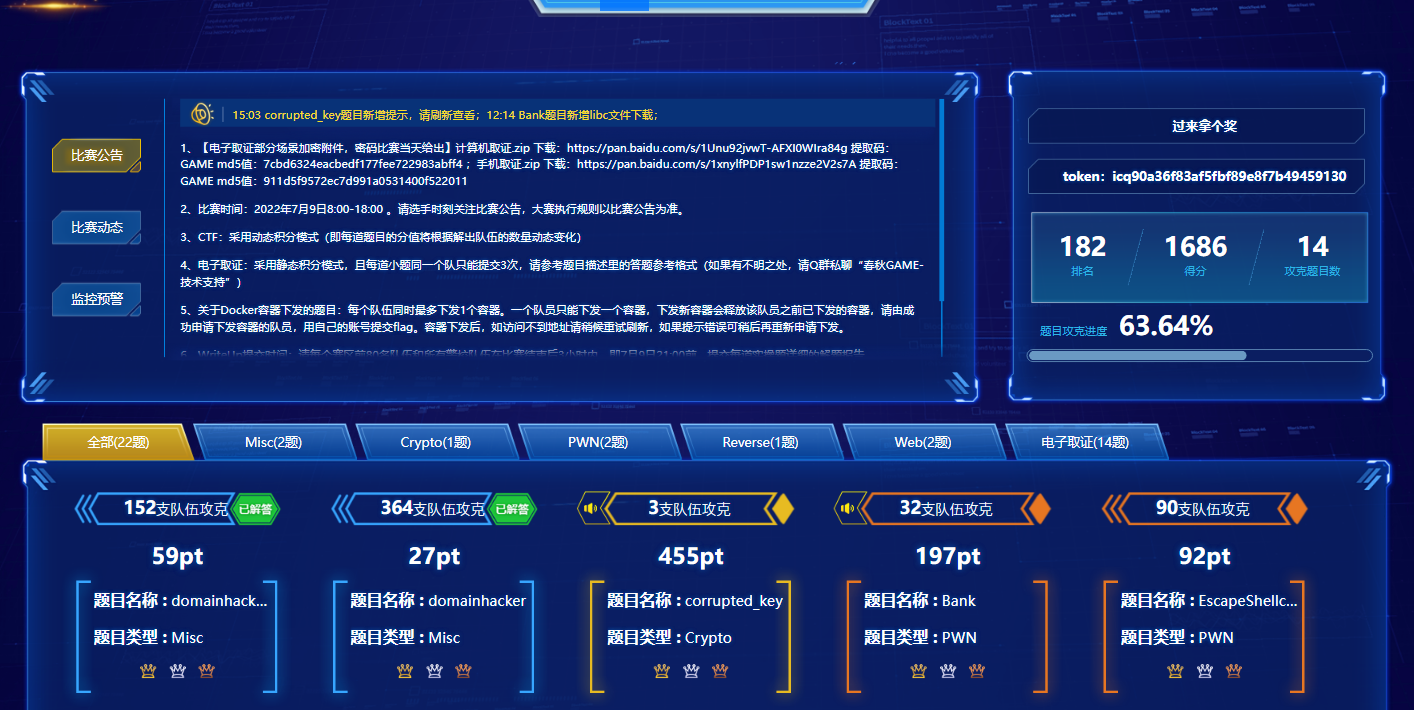 15:03 corrupted_key题目新增提示，请刷新查看；12:14 Bank题目新增libc文件下载；
比赛公告
比赛动态
监控预警
1、【电子取证部分场景加密附件，密码比赛当天给出】计算机取证.zip 下载：https://pan.baidu.com/s/1Unu92jvwT-AFXI0WIra84g 提取码：
GAME md5值：7cbd6324eacbedf177fee722983abff4；手机取证.zip 下载：https://pan.baidu.com/s/1xnylfPDP1sw1nzze2V2s7A 提取码：
GAME md5值：911d5f9572ec7d991a0531400f522011
2、比赛时间：2022年7月9日8:00-18:00 。请选手时刻关注比赛公告，大赛执行规则以比赛公告为准。
3、CTF：采用动态积分模式（即每道题目的分值将根据解出队伍的数量动态变化）
4、电子取证：采用静态积分模式，且每道小题同一个队只能提交3次，请参考题目描述里的答题参考格式（如果有不明之处，请Q群私聊“春秋GAME-
技术支持”）
5、关于Docker容器下发的题目：每个队伍同时最多下发1个容器。一个队员只能下发一个容器，下发新容器会释放该队员之前已下发的容器，请由成
功申请下发容器的队员，用自己的账号提交flag。容器下发后，如访问不到地址请稍候重试刷新，如果提示错误可稍后再重新申请下发。
过来拿个奖
token：icq90a36f83af5fbf89e8f7b49459130
182 1686 14
排名 得分 攻克题目数
题目攻克进度 63.64%
全部(22题) Misc(2题) Crypto(1题) PWN(2题) Reverse(1题) Web(2题) 电子取证(14题)
152支队伍攻克 已解答 364支队伍攻克 已解答 3支队伍攻克 32支队伍攻克 90支队伍攻克
59pt 27pt 455pt 197pt 92pt
题目名称 : domainhack... 题目名称 : domainhacker 题目名称 : corrupted_key 题目名称 : Bank 题目名称 : EscapeShellc...
题目类型 : Misc 题目类型 : Misc 题目类型 : Crypto 题目类型 : PWN 题目类型 : PWN